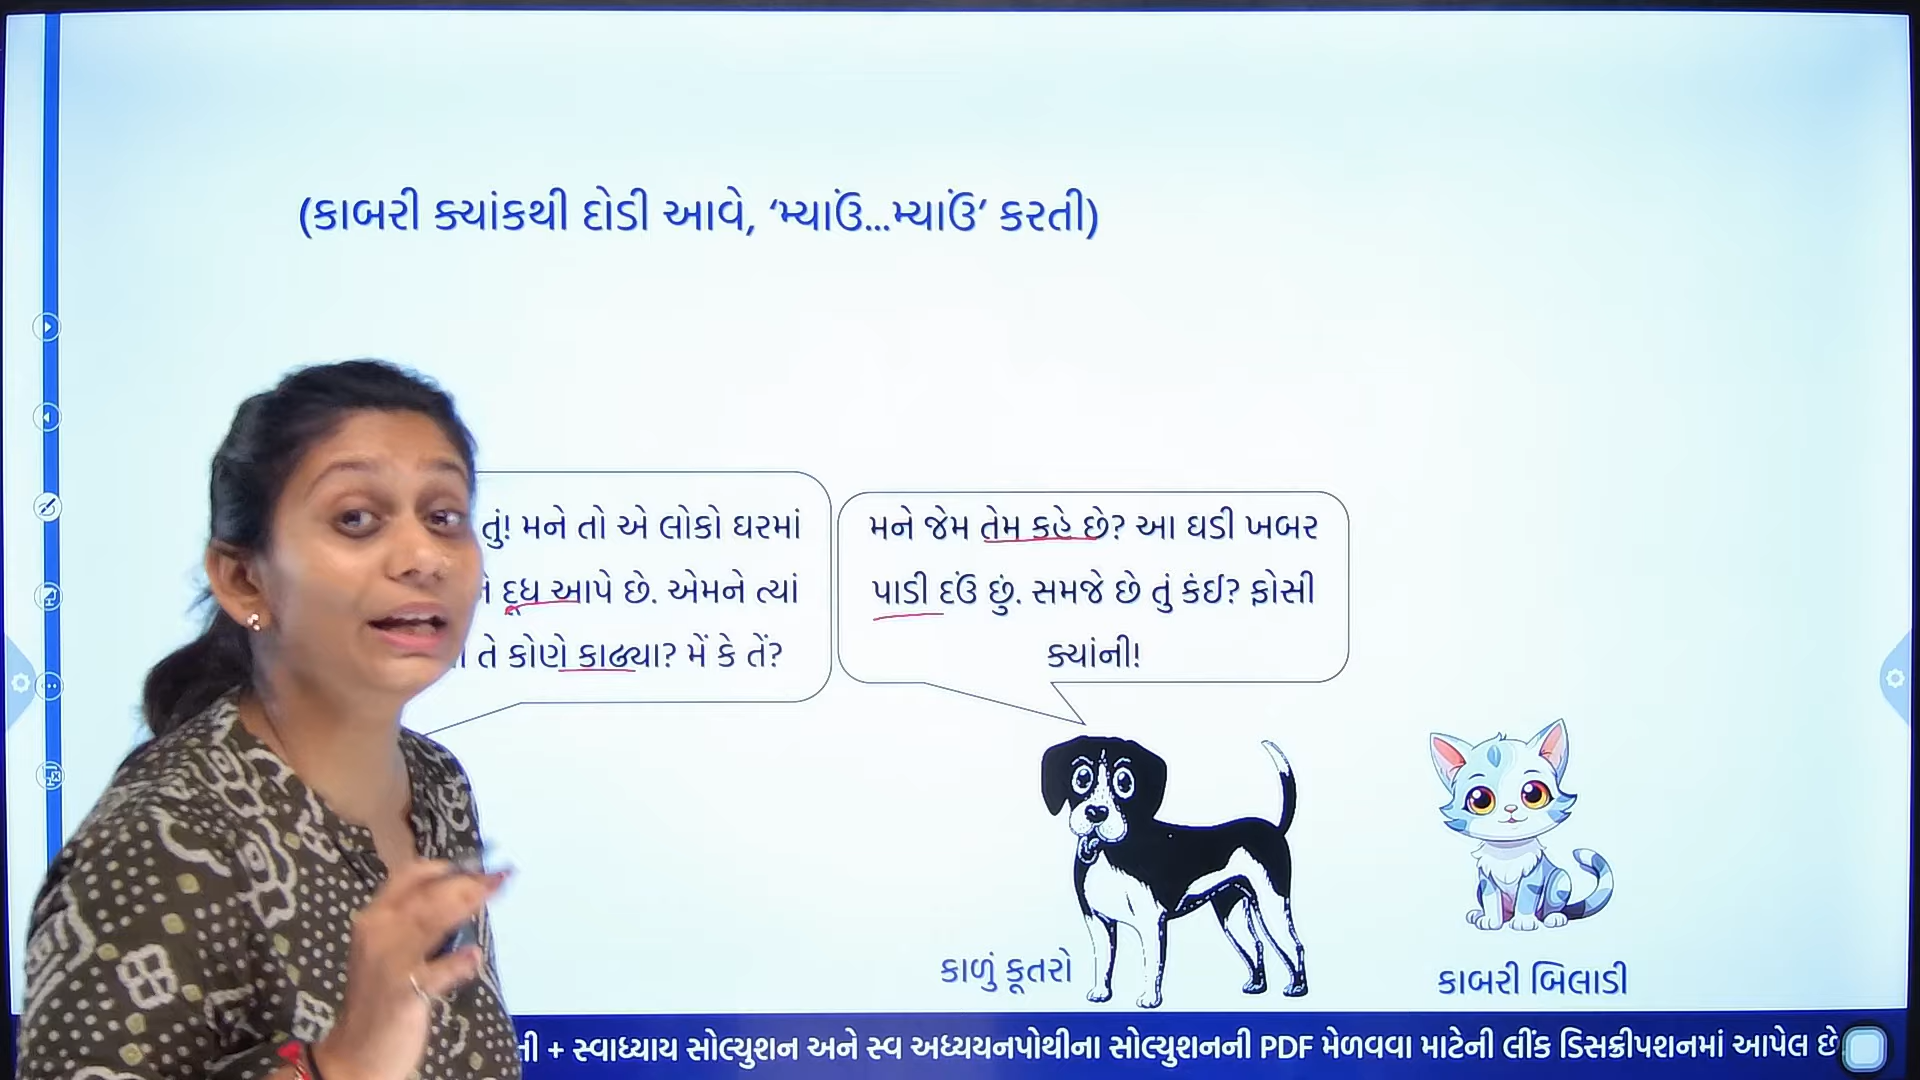 (કાબરી ક્યાંકથી દોડી આવે, ‘મ્યાઉં...મ્યાઉં’ કરતી)
તું! મને તો એ લોકો ઘરમાં
દૂધ આપે છે. એમને ત્યાં
તે કોણે કાઢ્યા? મેં કે તેં?
મને જેમ તેમ કહે છે? આ ઘડી ખબર
પાડી દઉં છું. સમજે છે તું કંઈ? ફોસી
ક્યાંની!
કાળું કૂતરો
કાબરી બિલાડી
+ સ્વાધ્યાય સોલ્યુશન અને સ્વ અધ્યયનપોથીના સોલ્યુશનની PDF મેળવવા માટેની લીંક ડિસક્રીપશનમાં આપેલ છે